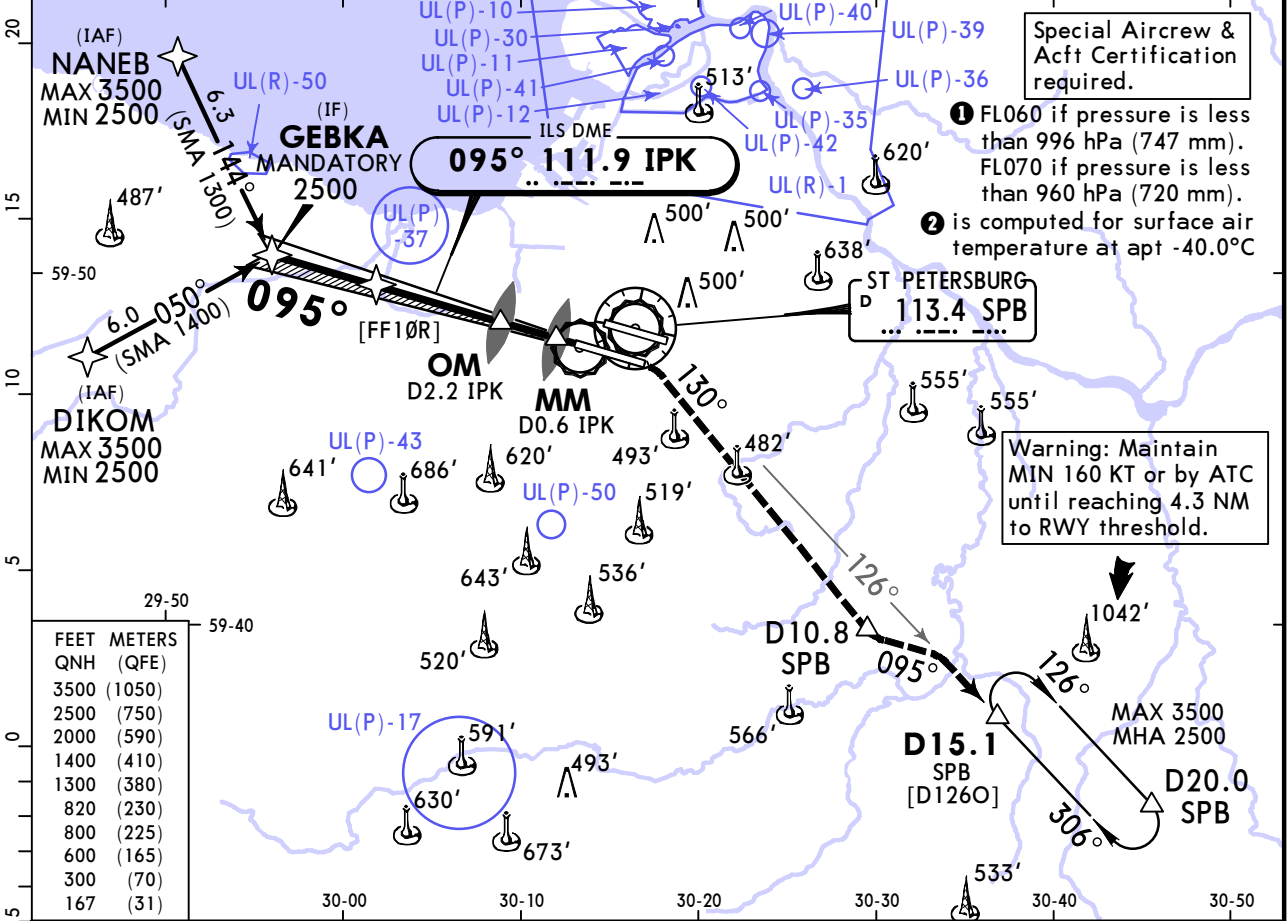 20
15
10
5
0
5
(IAF)
NANEB
MAX 3500
MIN 2500
6.3
144°
(SMA 1300)
UL(R)-50
(IF)
GEBKA
MANDATORY
2500
UL(P)-10
UL(P)-30
UL(P)-11
UL(P)-41
UL(P)-12
UL(P)-40
UL(P)-39
UL(P)-36
UL(P)-35
UL(P)-42
UL(R)-1
513'
620'
Special Aircrew &
Acft Certification
required.
1 FL060 if pressure is less
than 996 hPa (747 mm).
FL070 if pressure is less
than 960 hPa (720 mm).
2 is computed for surface air
temperature at apt -40.0°C
ILS DME
095° 111.9 IPK
487'
UL(P)
-37
500'
500'
500'
638'
59-50
ST PETERSBURG
D
113.4 SPB
6.0
050°
(SMA 1400)
095°
[FF1ØR]
OM
D2.2 IPK
MM
D0.6 IPK
(IAF)
DIKOM
MAX 3500
MIN 2500
130°
555'
555'
UL(P)-43
641'
686'
620'
493'
482'
UL(P)-50
519'
Warning: Maintain
MIN 160 KT or by ATC
until reaching 4.3 NM
to RWY threshold.
643'
536'
126°
1042'
520'
29-50
59-40
D10.8
SPB
095°
566'
126°
MAX 3500
MHA 2500
D15.1
SPB
[D126O]
D20.0
SPB
306°
UL(P)-17
591'
493'
630'
673'
533'
FEET METERS
QNH (QFE)
3500 (1050)
2500 (750)
2000 (590)
1400 (410)
1300 (380)
820 (230)
800 (225)
600 (165)
300 (70)
167 (31)
30-00
30-10
30-20
30-30
30-40
30-50